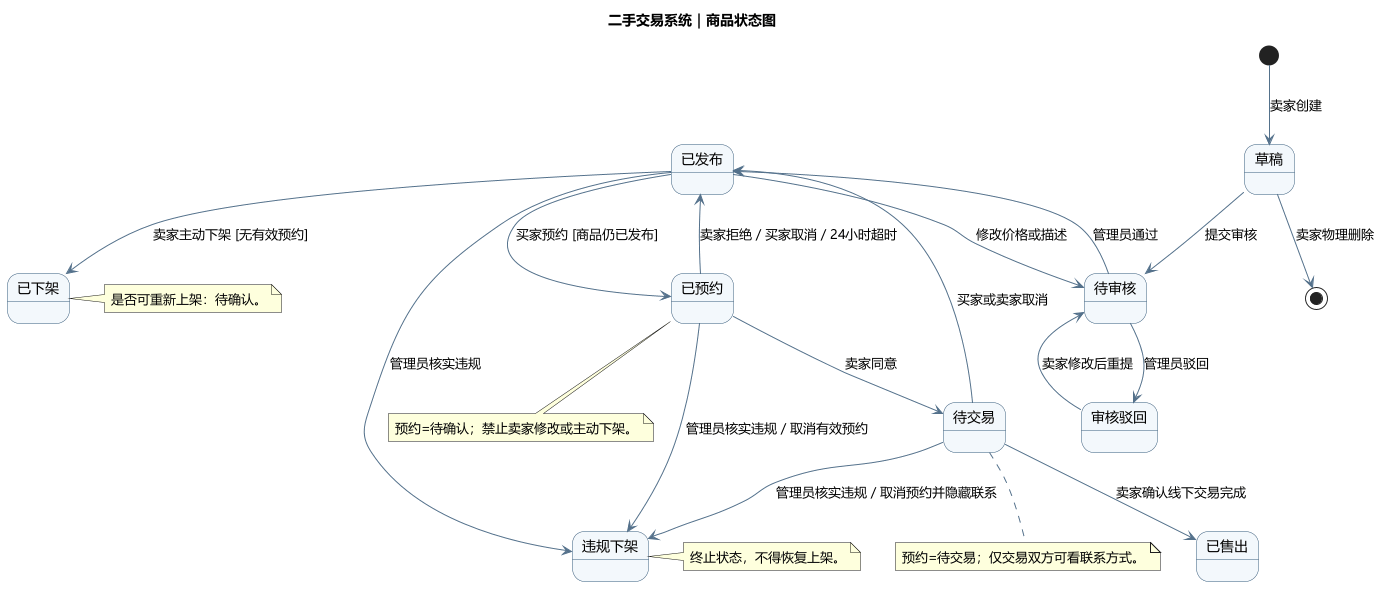 二手交易系统 | 商品状态图
卖家创建
已发布
草稿
卖家主动下架 [无有效预约]
买家预约 [商品仍已发布]
卖家拒绝 / 买家取消 / 24小时超时
修改价格或描述
管理员通过
提交审核
卖家物理删除
已下架
是否可重新上架：待确认。
已预约
待审核
买家或卖家取消
管理员核实违规
卖家同意
卖家修改后重提
管理员驳回
预约=待确认；禁止卖家修改或主动下架。
管理员核实违规 / 取消有效预约
待交易
审核驳回
管理员核实违规 / 取消预约并隐藏联系
卖家确认线下交易完成
违规下架
终止状态，不得恢复上架。
预约=待交易；仅交易双方可看联系方式。
已售出